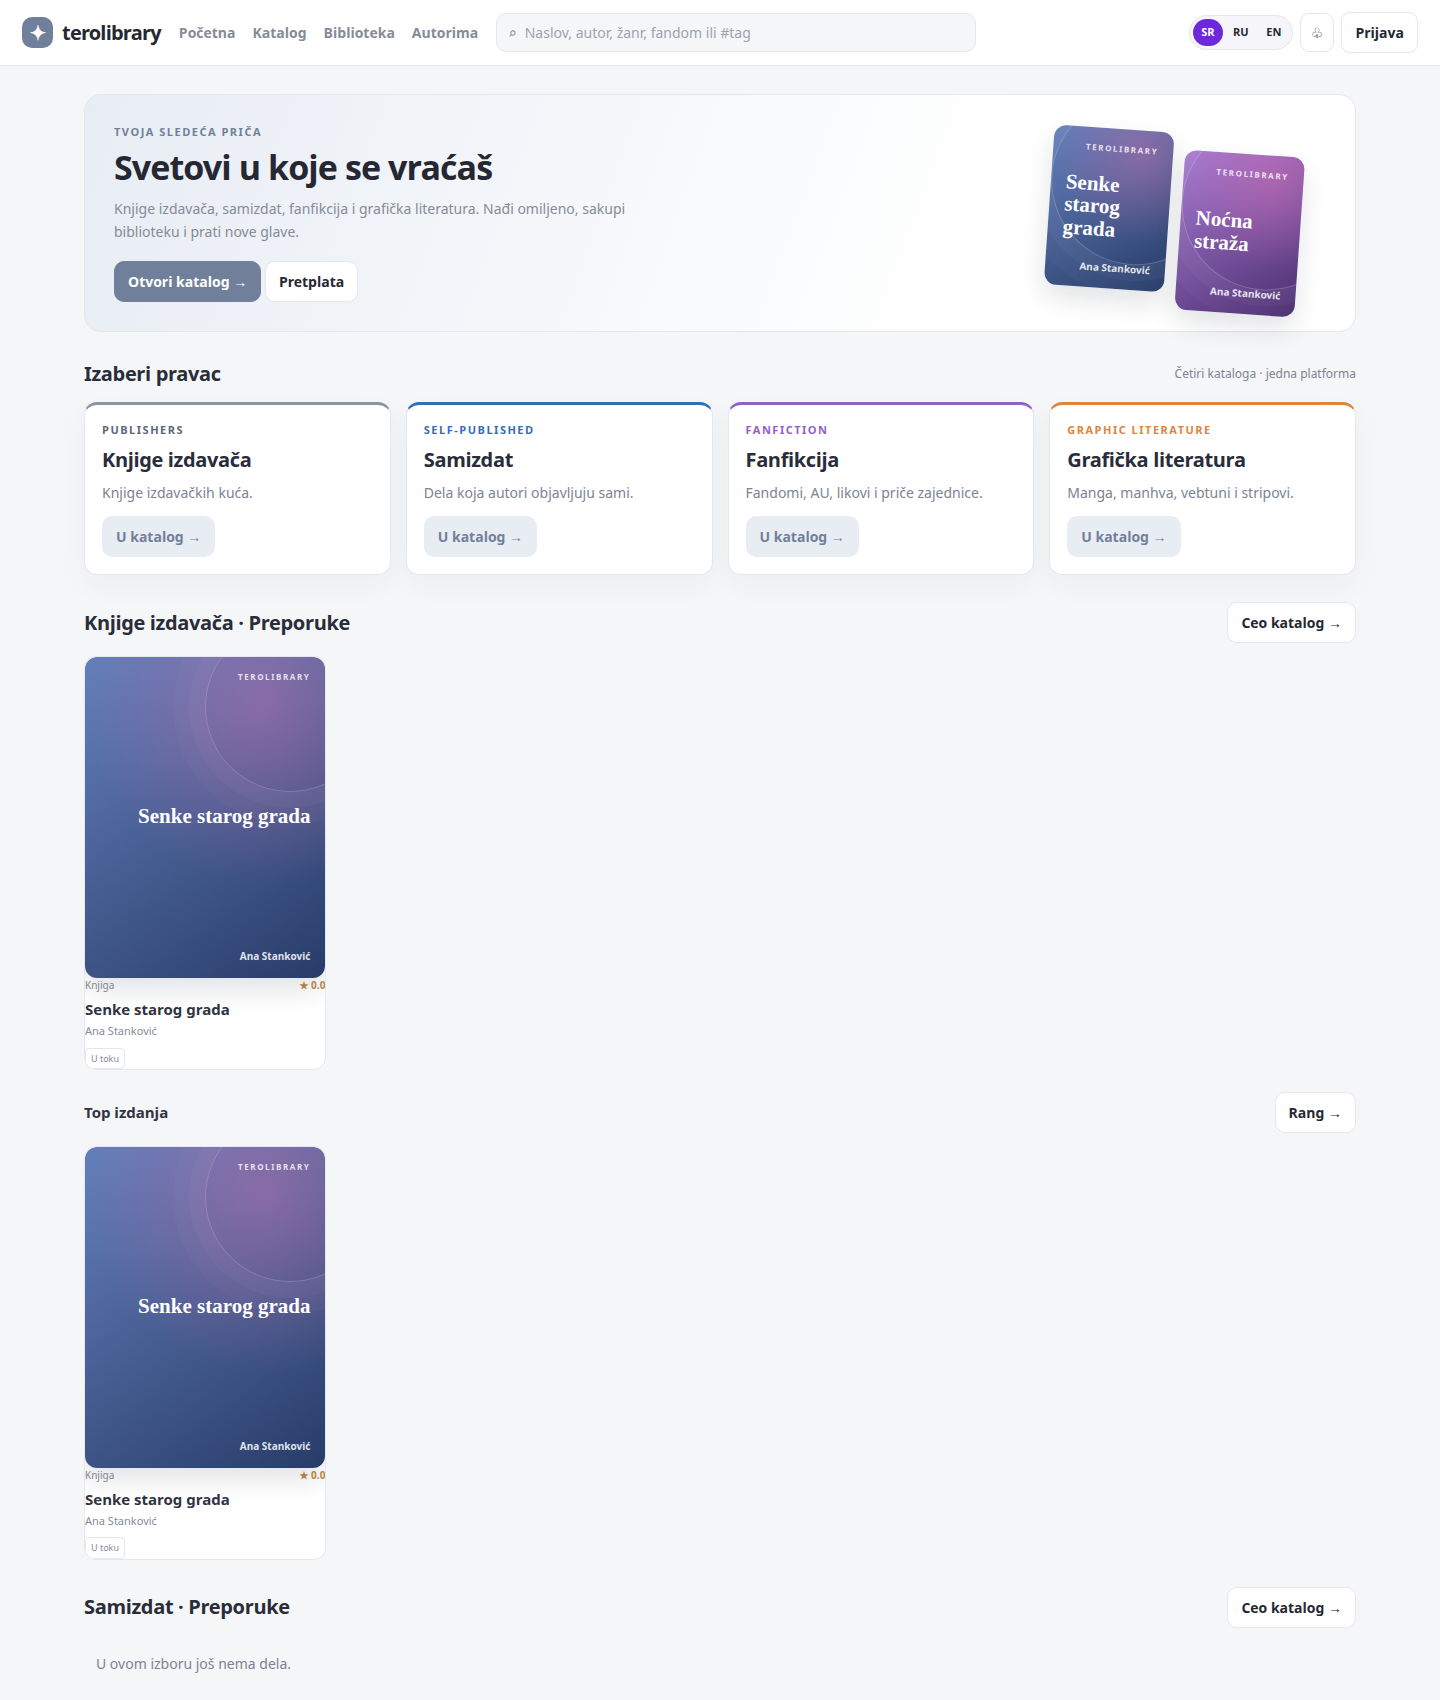 terolibrary
Početna
Katalog
Biblioteka
Autorima
Naslov, autor, žanr, fandom ili #tag
SR
RU
EN
Prijava
TVOJA SLEDEĆA PRIČA
Svetovi u koje se vraćaš
Knjige izdavača, samizdat, fanfikcija i grafička literatura. Nađi omiljeno, sakupi
biblioteku i prati nove glave.
Otvori katalog →
Pretplata
TEROLIBRARY
Senke
starog
grada
Ana Stanković
TEROLIBRARY
Noćna
straža
Ana Stanković
Izaberi pravac
Četiri kataloga · jedna platforma
PUBLISHERS
Knjige izdavača
Knjige izdavačkih kuća.
U katalog →
SELF-PUBLISHED
Samizdat
Dela koja autori objavljuju sami.
U katalog →
FANFICTION
Fanfikcija
Fandomi, AU, likovi i priče zajednice.
U katalog →
GRAPHIC LITERATURE
Grafička literatura
Manga, manhva, vebtuni i stripovi.
U katalog →
Knjige izdavača · Preporuke
Ceo katalog →
TEROLIBRARY
Senke starog grada
Ana Stanković
Knjiga
★ 0.0
Senke starog grada
Ana Stanković
U toku
Top izdanja
Rang →
TEROLIBRARY
Senke starog grada
Ana Stanković
Knjiga
★ 0.0
Senke starog grada
Ana Stanković
U toku
Samizdat · Preporuke
Ceo katalog →
U ovom izboru još nema dela.